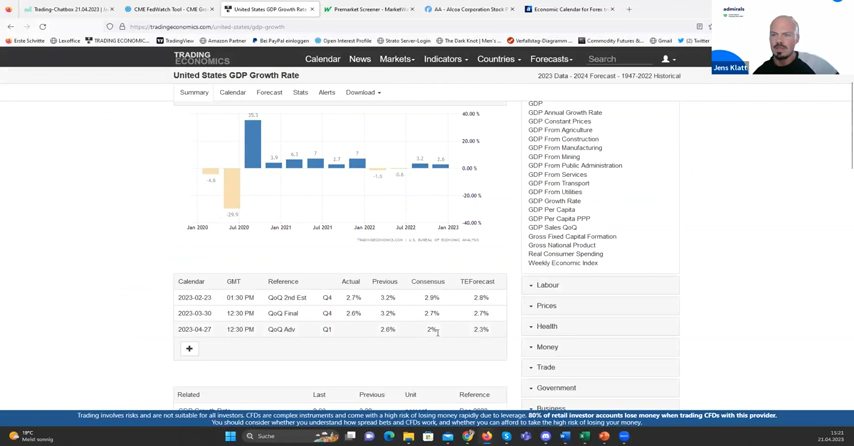 Trading-Chatbox 21.04.2023 | A
CME FedWatch Tool - CME Gro
United States GDP Growth Rate
Premarket Screener - MarketWa
AA - Alcoa Corporation Stock P
Economic Calendar for Forex
admirals
https://tradingeconomics.com/united-states/gdp-growth
Erste Schritte
TRADING ECONOMIC...
TradesView
Amazon Partner
Bei PayPal einloggen
Open Interest Profile
Strato Server-Login
The Dark Knot | Men's ...
Verfallstag-Diagramm ...
Commodity Futures &...
Gmail
(2) Twitter
Jens Klatt
TRADING
ECONOMICS
Calendar News Markets Indicators Countries Forecasts Search
United States GDP Growth Rate
2023 Data - 2024 Forecast - 1947-2022 Historical
Summary Calendar Forecast Stats Alerts Download
40.00 %
20.00 %
0.00 %
-20.00 %
-40.00 %
-4.6
-29.9
35.3
3.9
6.3
7
2.7
7
-1.6
-0.6
3.2
2.6
Jan 2020 Jul 2020 Jan 2021 Jul 2021 Jan 2022 Jul 2022 Jan 2023
TRADINGECONOMICS.COM | U.S. BUREAU OF ECONOMIC ANALYSIS
Calendar GMT Reference Actual Previous Consensus TEForecast
2023-02-23 01:30 PM QoQ 2nd Est Q4 2.7% 3.2% 2.9% 2.8%
2023-03-30 12:30 PM QoQ Final Q4 2.6% 3.2% 2.7% 2.7%
2023-04-27 12:30 PM QoQ Adv Q1 2.6% 2% 2.3%
+
Related Last Previous Unit Reference
GDP
GDP Annual Growth Rate
GDP Constant Prices
GDP From Agriculture
GDP From Construction
GDP From Manufacturing
GDP From Mining
GDP From Public Administration
GDP From Services
GDP From Transport
GDP From Utilities
GDP Growth Rate
GDP Per Capita
GDP Per Capita PPP
GDP Sales QoQ
Gross Fixed Capital Formation
Gross National Product
Real Consumer Spending
Weekly Economic Index
Labour
Prices
Health
Money
Trade
Government
Business
Trading involves risks and are not suitable for all investors. CFDs are complex instruments and come with a high risk of losing money rapidly due to leverage. 80% of retail investor accounts lose money when trading CFDs with this provider.
You should consider whether you understand how spread bets and CFDs work, and whether you can afford to take the high risk of losing your money.
19°C
Meist sonnig
Suche
15:21
21.04.2023